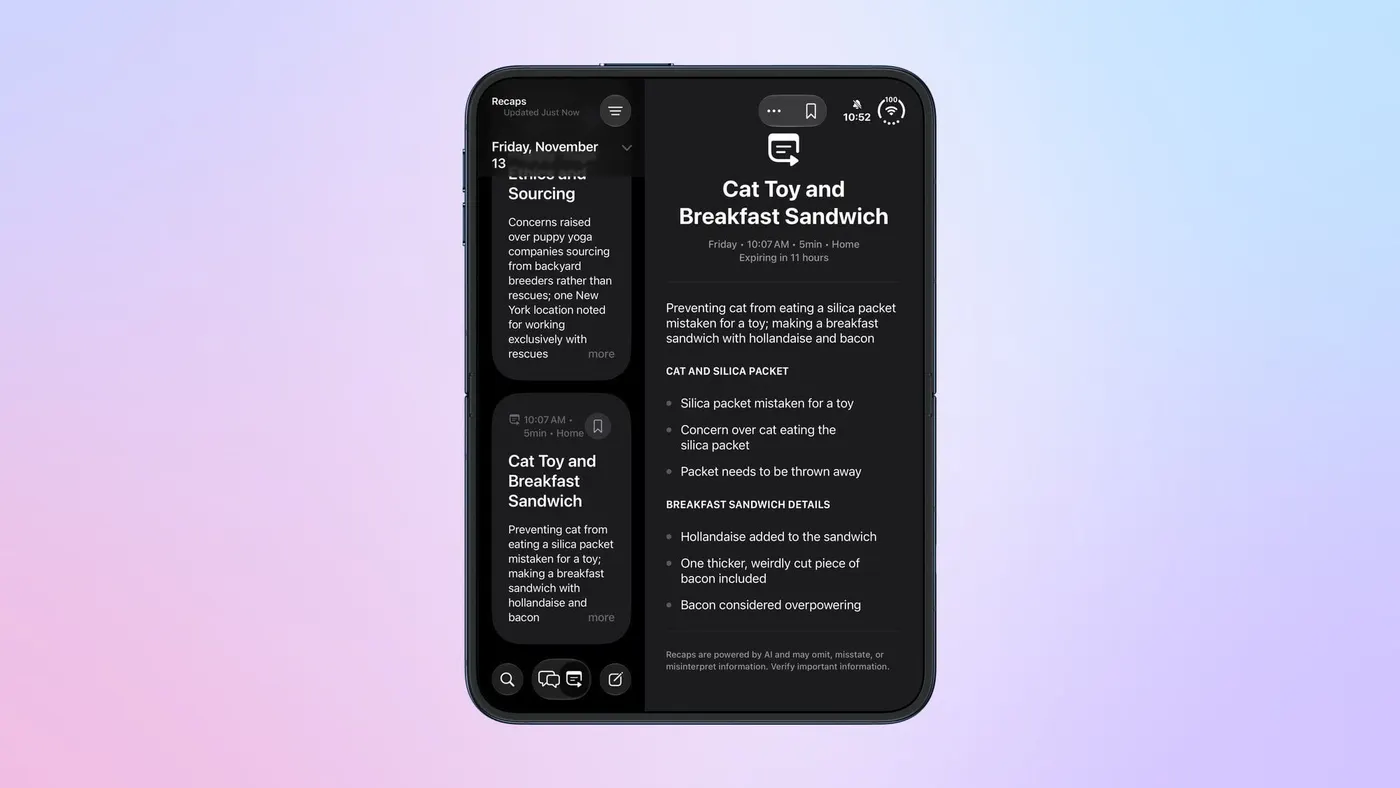 Recaps
Updated Just Now
Friday, November
13
Ethics and
Sourcing
Concerns raised
over puppy yoga
companies sourcing
from backyard
breeders rather than
rescues; one New
York location noted
for working
exclusively with
rescues more
10:07 AM •
5min • Home
Cat Toy and
Breakfast
Sandwich
Preventing cat from
eating a silica packet
mistaken for a toy;
making a breakfast
sandwich with
hollandaise and
bacon more
10:52
100
Cat Toy and
Breakfast Sandwich
Friday • 10:07 AM • 5min • Home
Expiring in 11 hours
Preventing cat from eating a silica packet
mistaken for a toy; making a breakfast
sandwich with hollandaise and bacon
CAT AND SILICA PACKET
• Silica packet mistaken for a toy
• Concern over cat eating the
silica packet
• Packet needs to be thrown away
BREAKFAST SANDWICH DETAILS
• Hollandaise added to the sandwich
• One thicker, weirdly cut piece of
bacon included
• Bacon considered overpowering
Recaps are powered by AI and may omit, misstate, or
misinterpret information. Verify important information.